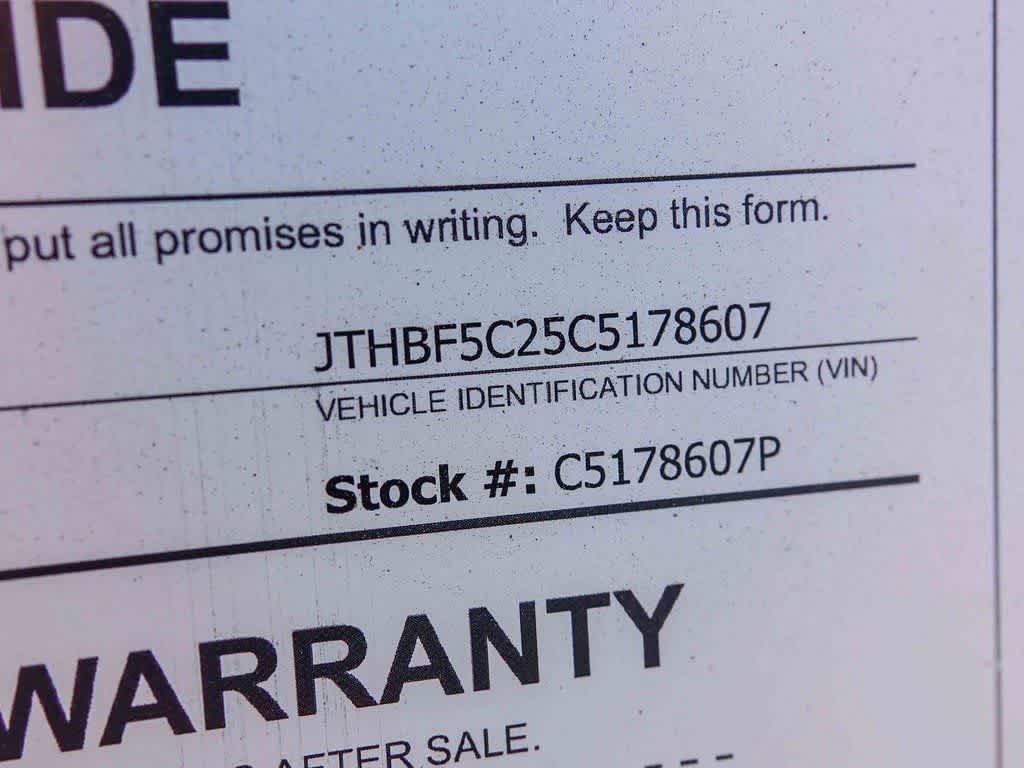 IDE
put all promises in writing. Keep this form.
JTHBF5C25C5178607
VEHICLE IDENTIFICATION NUMBER (VIN)
Stock #: C5178607P
WARRANTY
AFTER SALE.